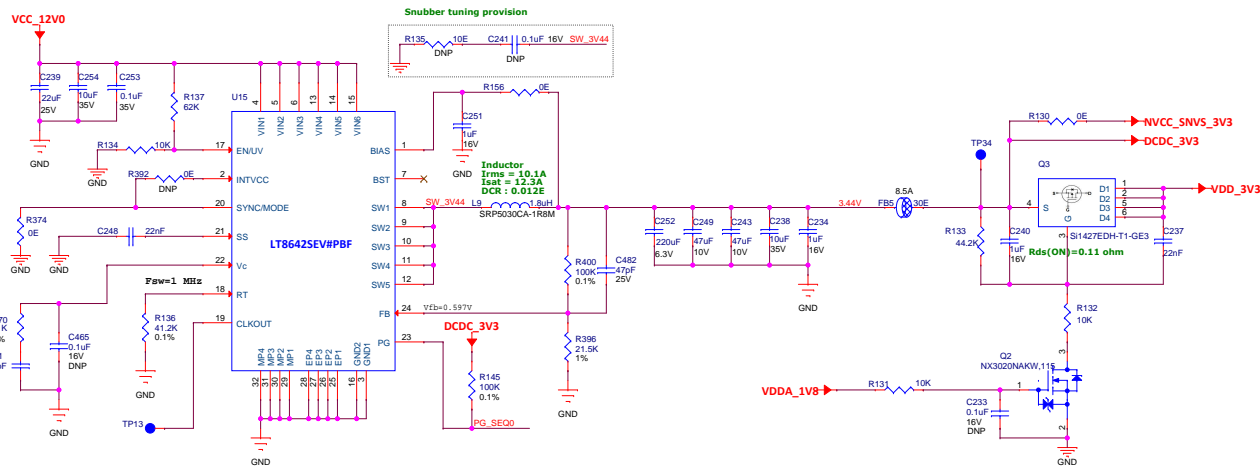 Snubber tuning provision
VCC_12V0
R135
10E
DNP
C241
0.1uF
16V
DNP
SW_3V44
C239
22uF
25V
C254
10uF
35V
C253
0.1uF
35V
GND
R137
62K
R134
10K
GND
R392
0E
DNP
R374
0E
GND
C248
22nF
GND
Fsw=1 MHz
R136
41.2K
0.1%
GND
C465
0.1uF
16V
DNP
GND
TP13
U15
LT8642SEV#PBF
4
5
6
13
14
15
VIN1
VIN2
VIN3
VIN4
VIN5
VIN6
17
EN/UV
2
INTVCC
20
SYNC/MODE
21
SS
22
Vc
18
RT
19
CLKOUT
BIAS
1
BST
7
SW1
8
SW2
9
SW3
10
SW4
11
SW5
12
FB
24
PG
23
MP4
MP3
MP2
MP1
EP4
EP3
EP2
EP1
GND2
GND1
32
31
30
29
28
27
26
25
16
3
GND
R156
0E
C251
1uF
16V
GND
Inductor
Irms = 10.1A
Isat = 12.3A
DCR : 0.012E
SW_3V44
L9
1.8uH
SRP5030CA-1R8M
R400
100K
0.1%
C482
47pF
25V
Vfb=0.597V
R396
21.5K
1%
GND
DCDC_3V3
R145
100K
0.1%
PG_SEQ0
C252
220uF
6.3V
C249
47uF
10V
C243
47uF
10V
C238
10uF
35V
C234
1uF
16V
GND
3.44V
8.5A
FB5
30E
TP34
R130
0E
NVCC_SNVS_3V3
DCDC_3V3
R133
44.2K
C240
1uF
16V
Q3
4
S
G
3
D1
D2
D3
D4
1
2
5
6
Si1427EDH-T1-GE3
Rds(ON)=0.11 ohm
VDD_3V3
C237
22nF
R132
10K
Q2
NX3020NAKW,115
3
1
2
VDDA_1V8
R131
10K
C233
0.1uF
16V
DNP
GND